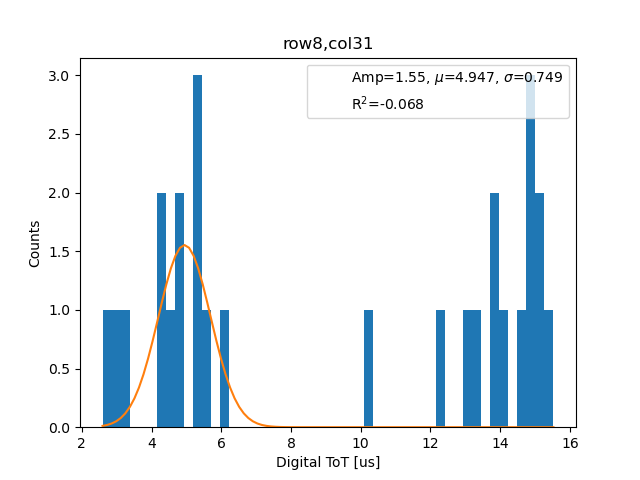 row8,col31
Amp=1.55, μ=4.947, σ=0.749
R²=-0.068
3.0
2.5
2.0
1.5
1.0
0.5
0.0
Counts
2 4 6 8 10 12 14 16
Digital ToT [us]